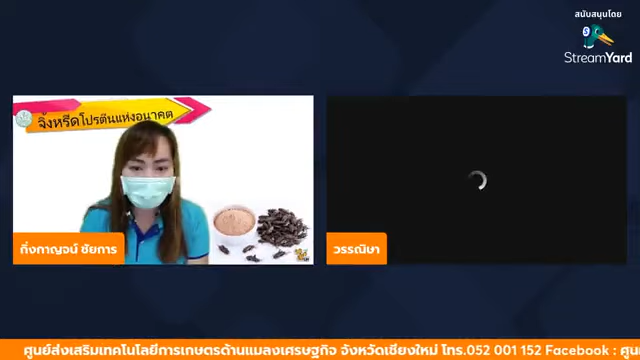 สนับสนุนโดย
StreamYard
จิ้งหรีดโปรตีนแห่งอนาคต
กิ่งกาญจน์ ชัยการ
วรรณิษา
ศูนย์ส่งเสริมเทคโนโลยีการเกษตรด้านแมลงเศรษฐกิจ จังหวัดเชียงใหม่ โทร.052 001 152 Facebook : ศูน